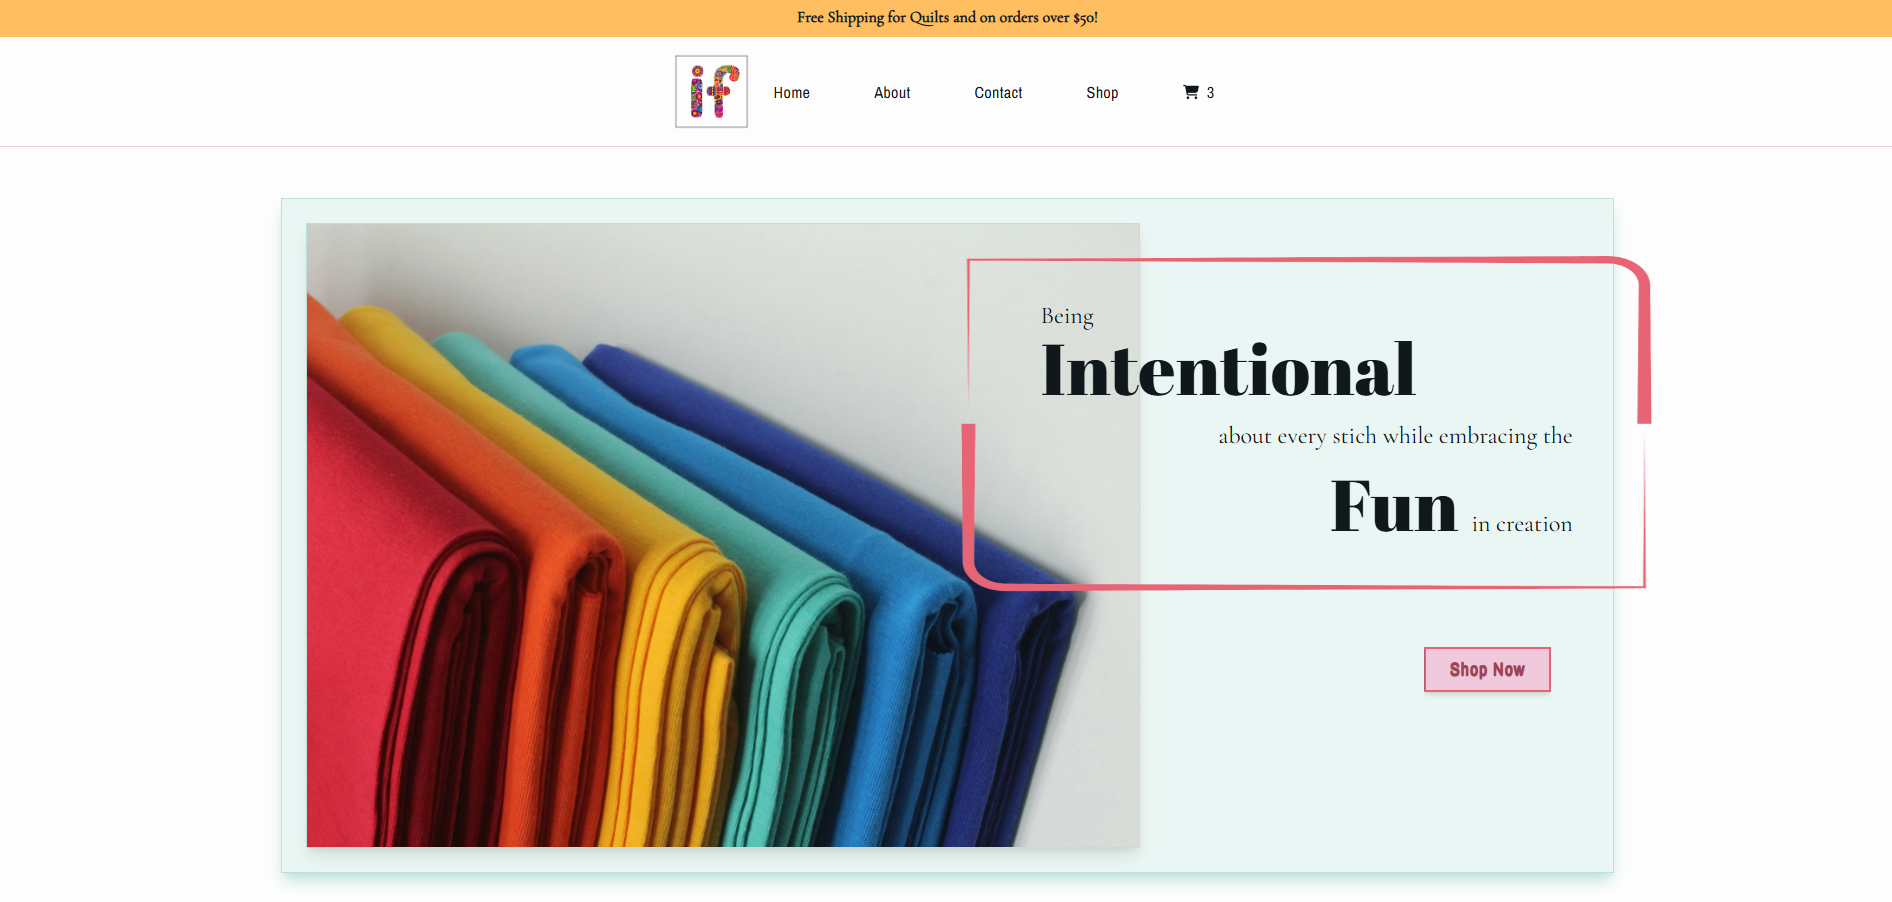 Free Shipping for Quilts and on orders over $50!
if
Home About Contact Shop 3
Being
Intentional
about every stich while embracing the
Fun in creation
Shop Now